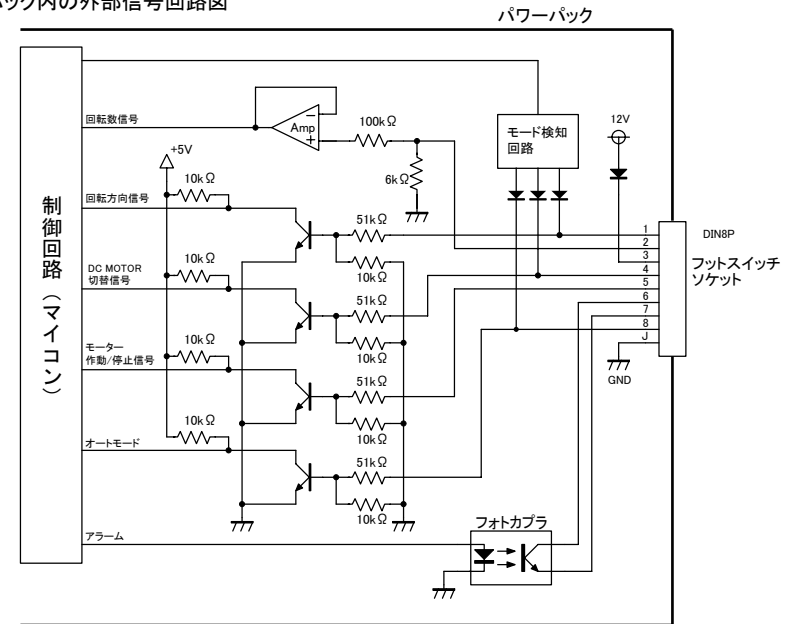 パック内の外部信号回路図
パワーパック
回転数信号
Amp
−
+
100kΩ
6kΩ
モード検知
回路
12V
+5V
10kΩ
回転方向信号
51kΩ
10kΩ
DC MOTOR
切替信号
10kΩ
51kΩ
10kΩ
モーター
作動/停止信号
10kΩ
51kΩ
10kΩ
オートモード
10kΩ
51kΩ
10kΩ
アラーム
フォトカプラ
制御回路（マイコン）
1
2
3
4
5
6
7
8
J
GND
DIN8P
フットスイッチ
ソケット